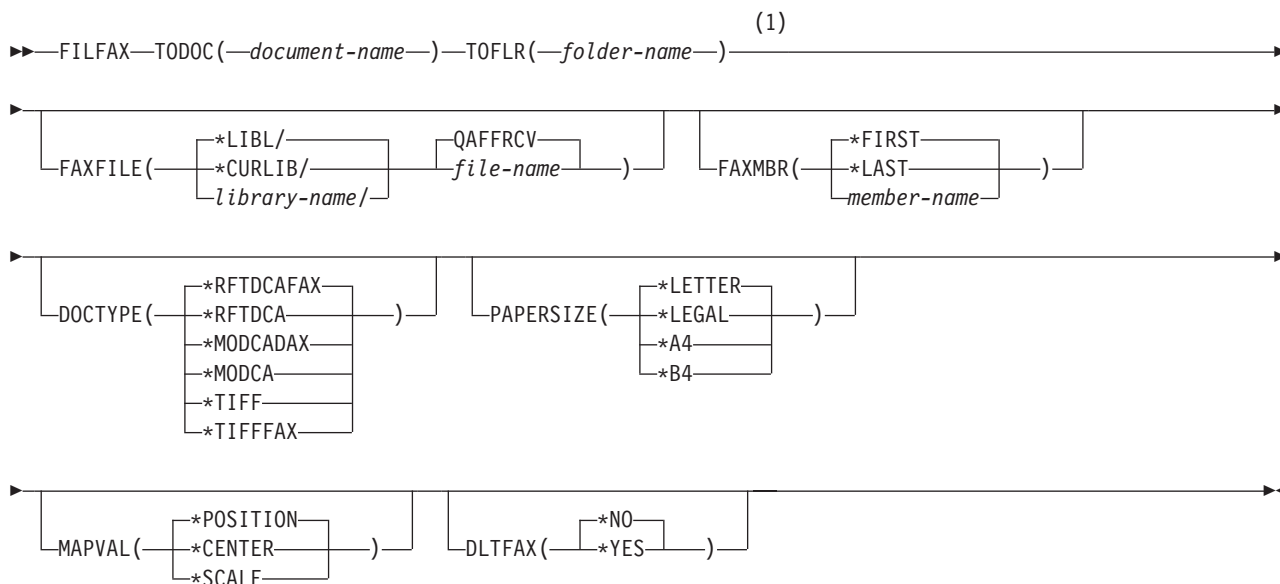 (1)
FILFAX TODOC( document-name ) TOFLR( folder-name )
*LIBL/ QAFFRCV *FIRST
FAXFILE( *CURLIB/ file-name ) FAXMBR( *LAST )
library-name/ member-name
*RFTDCAFAX *LETTER
DOCTYPE( *RFTDCA ) PAPERSIZE( *LEGAL )
*MODCADAX *A4
*MODCA *B4
*TIFF
*TIFFFAX
*POSITION *NO
MAPVAL( *CENTER ) DLTFAX( *YES )
*SCALE